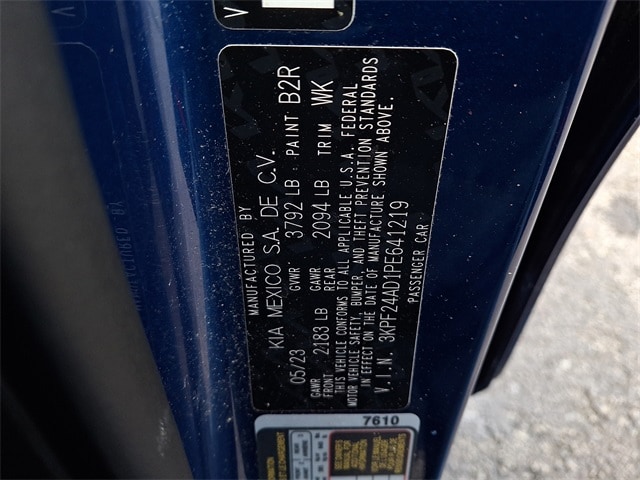 V
MANUFACTURED BY
KIA MEXICO S.A. DE C.V.
05/23 GVWR 3792 LB PAINT B2R
GAWR FRONT 2183 LB GAWR REAR 2094 LB TRIM WK
THIS VEHICLE CONFORMS TO ALL APPLICABLE U.S.A. FEDERAL
MOTOR VEHICLE SAFETY, BUMPER, AND THEFT PREVENTION STANDARDS
IN EFFECT ON THE DATE OF MANUFACTURE SHOWN ABOVE.
V.I.N. 3KPF24AD1PE641219
PASSENGER CAR
7610